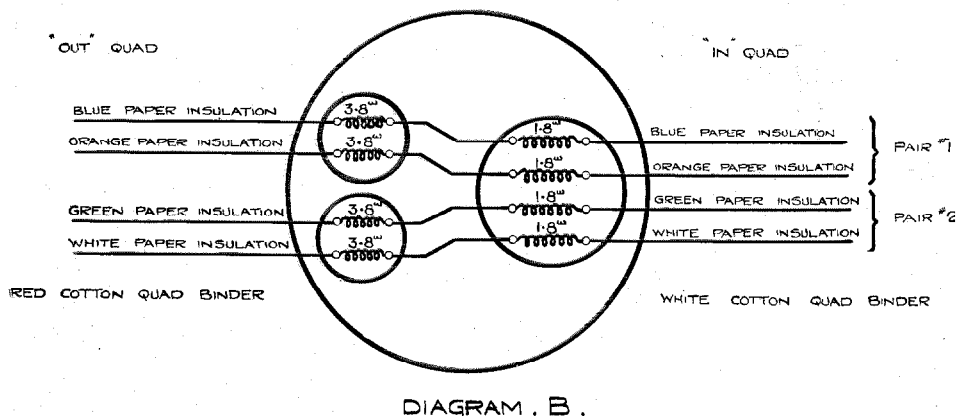 "OUT" QUAD
"IN" QUAD
BLUE PAPER INSULATION
3·8ω
1·8ω
BLUE PAPER INSULATION
ORANGE PAPER INSULATION
3·8ω
1·8ω
ORANGE PAPER INSULATION
PAIR #1
GREEN PAPER INSULATION
3·8ω
1·8ω
GREEN PAPER INSULATION
WHITE PAPER INSULATION
3·8ω
1·8ω
WHITE PAPER INSULATION
PAIR #2
RED COTTON QUAD BINDER
WHITE COTTON QUAD BINDER
DIAGRAM . B .